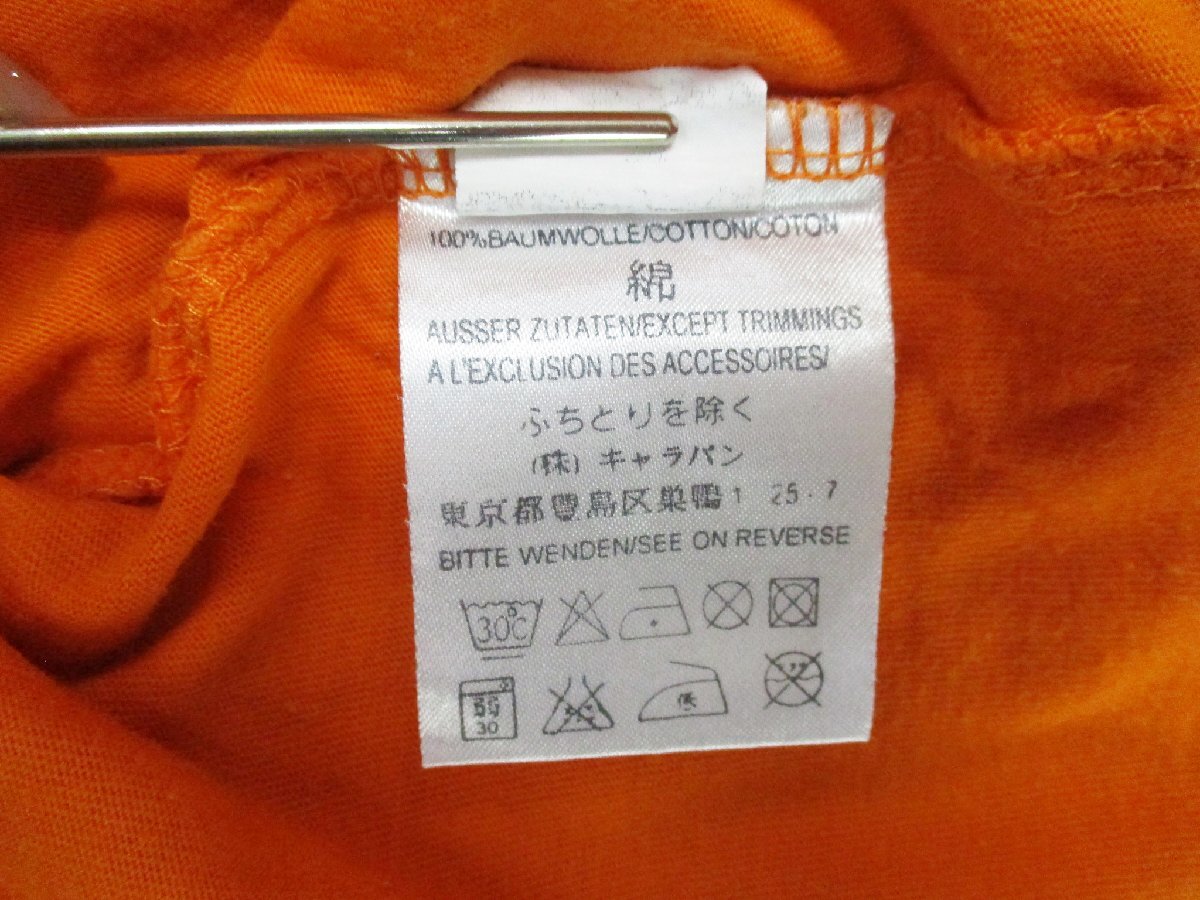 100%BAUMWOLLE/COTTON/COTON
綿
AUSSER ZUTATEN/EXCEPT TRIMMINGS
A L'EXCLUSION DES ACCESSOIRES/
ふちとりを除く
(株) キャラパン
東京都豊島区巣鴨1 25-7
BITTE WENDEN/SEE ON REVERSE
30°C
30
低